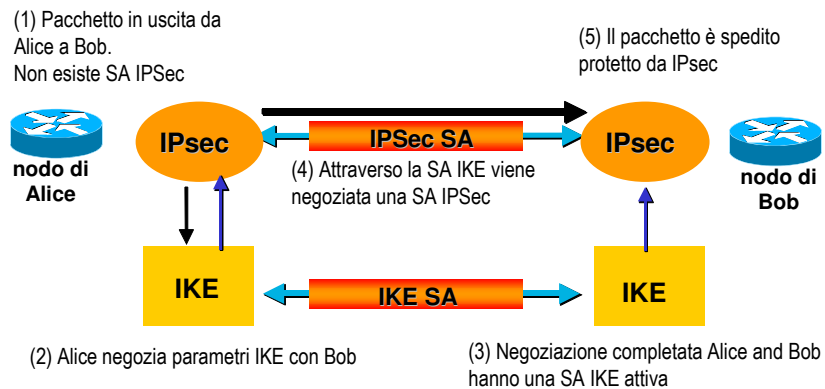 (1) Pacchetto in uscita da
Alice a Bob.
Non esiste SA IPSec
(5) Il pacchetto è spedito
protetto da IPsec
IPsec
IPSec SA
IPsec
nodo di
Alice
(4) Attraverso la SA IKE viene
negoziata una SA IPSec
nodo di
Bob
IKE
IKE SA
IKE
(2) Alice negozia parametri IKE con Bob
(3) Negoziazione completata Alice and Bob
hanno una SA IKE attiva